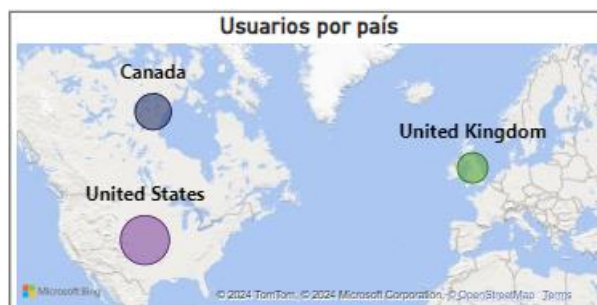 Usuarios por país
Canada
United Kingdom
United States
Microsoft Bing
© 2024 TomTom, © 2024 Microsoft Corporation, © OpenStreetMap Terms